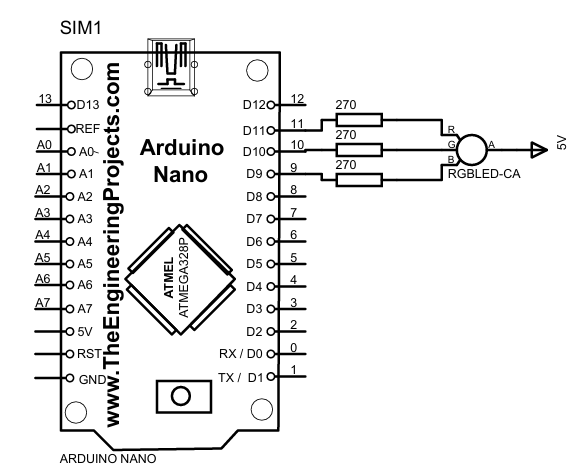 SIM1
www.TheEngineeringProjects.com
Arduino
Nano
ATMEL
ATMEGA328P
13 D13
REF
A0 A0~
A1 A1
A2 A2
A3 A3
A4 A4
A5 A5
A6 A6
A7 A7
5V
RST
GND
D12 12
D11 11
D10 10
D9 9
D8 8
D7 7
D6 6
D5 5
D4 4
D3 3
D2 2
RX / D0 0
TX / D1 1
270
270
270
R
G
B
A
RGBLED-CA
5V
ARDUINO NANO